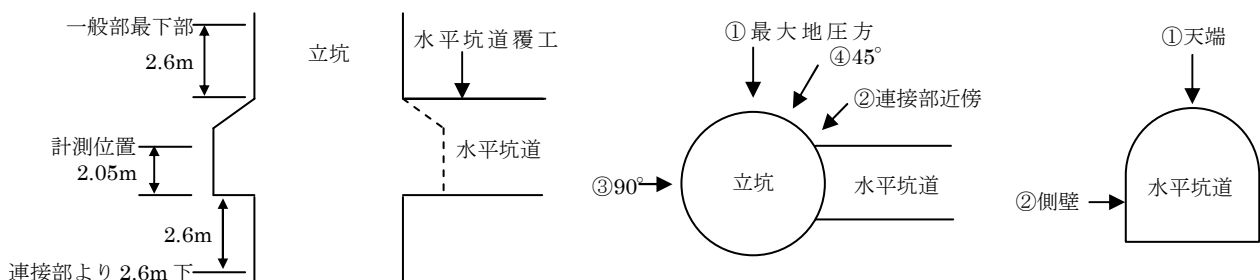 一般部最下部
2.6m
立坑
水平坑道覆工
計測位置
2.05m
水平坑道
2.6m
連接部より 2.6m 下
①最大地圧方
④45°
②連接部近傍
③90°
立坑
水平坑道
①天端
②側壁
水平坑道